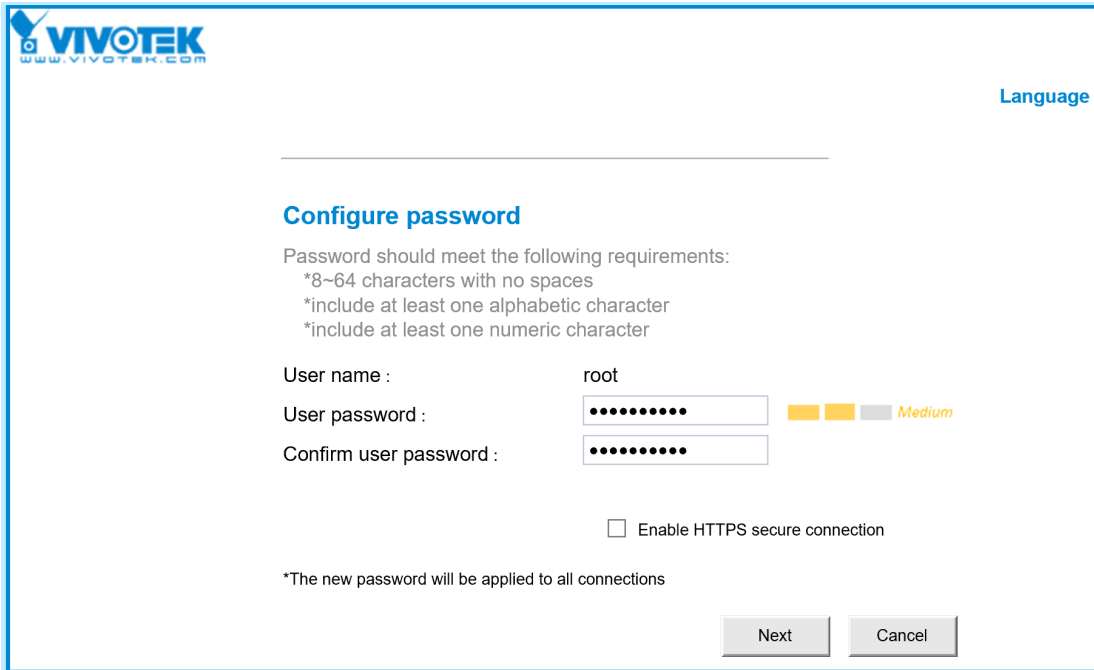 VIVOTEK
www.vivotek.com
Language
Configure password
Password should meet the following requirements:
*8~64 characters with no spaces
*include at least one alphabetic character
*include at least one numeric character
User name : root
User password : •••••••••• Medium
Confirm user password : ••••••••••
Enable HTTPS secure connection
*The new password will be applied to all connections
Next Cancel